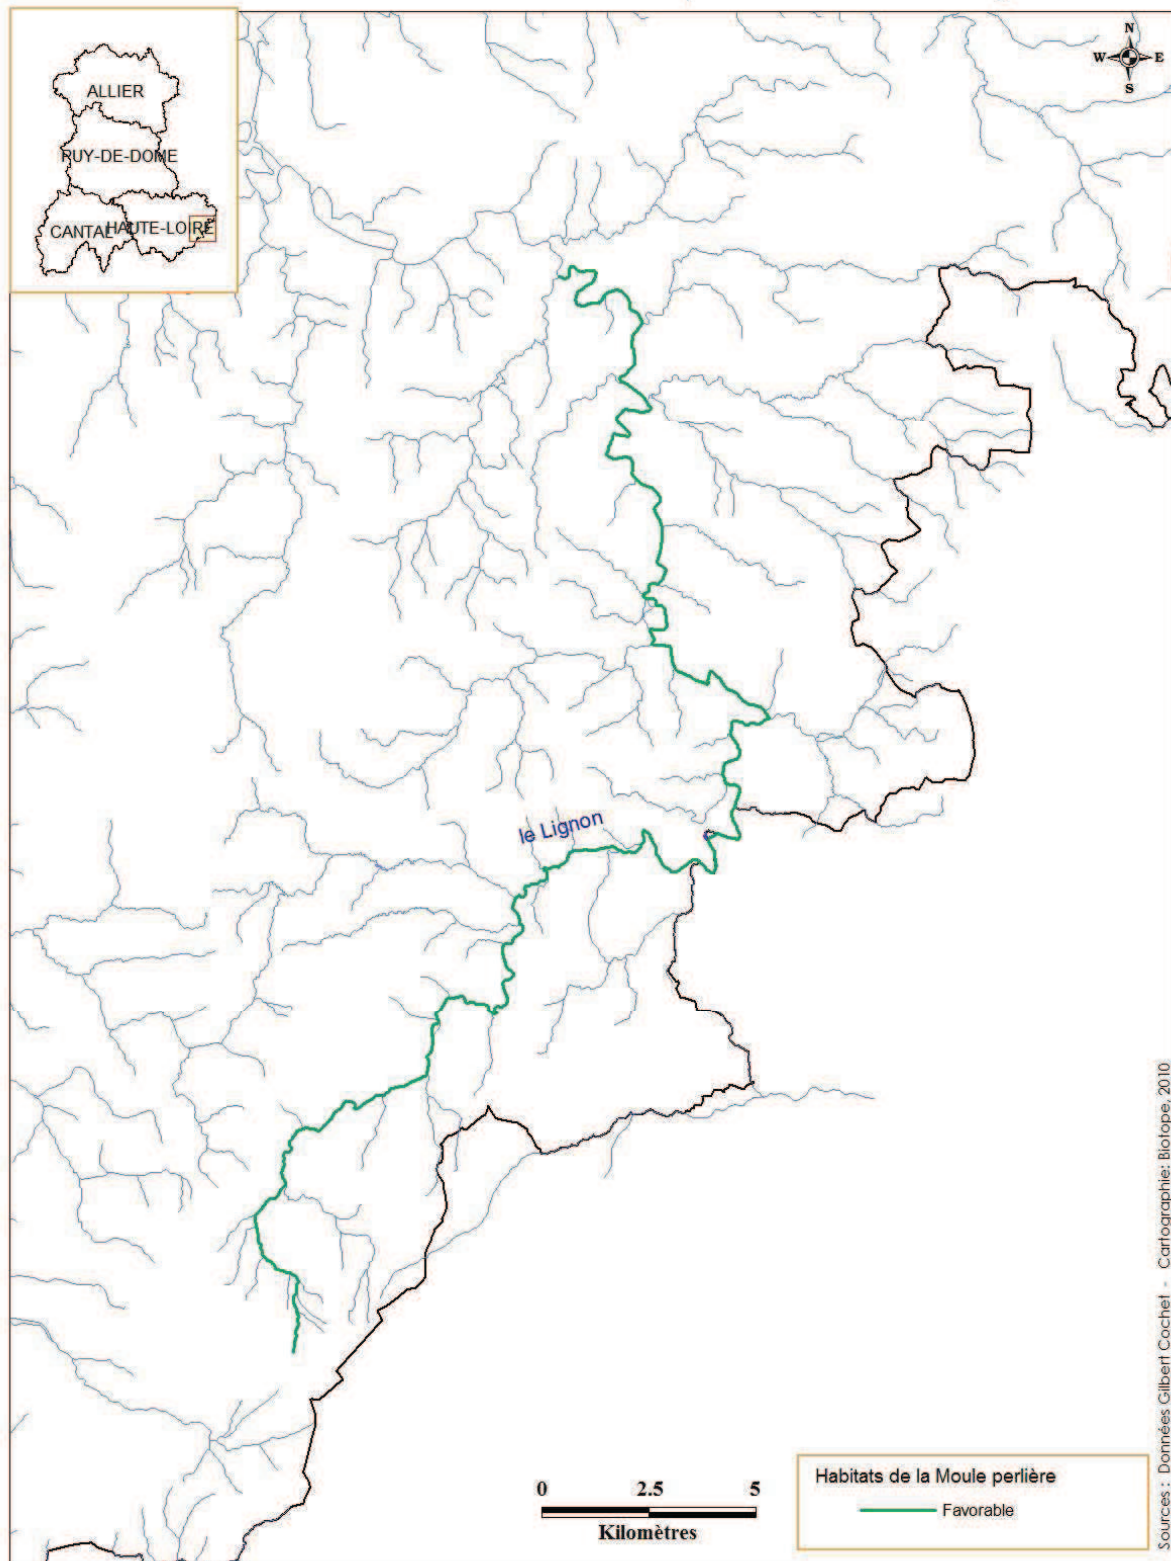 N
W E
S
ALLIER
PUY-DE-DOME
CANTAL
HAUTE-LOIRE
le Lignon
0 2.5 5
Kilomètres
Habitats de la Moule perlière
Favorable
Sources : Données Gilbert Cochet - Cartographie: Biotope, 2010